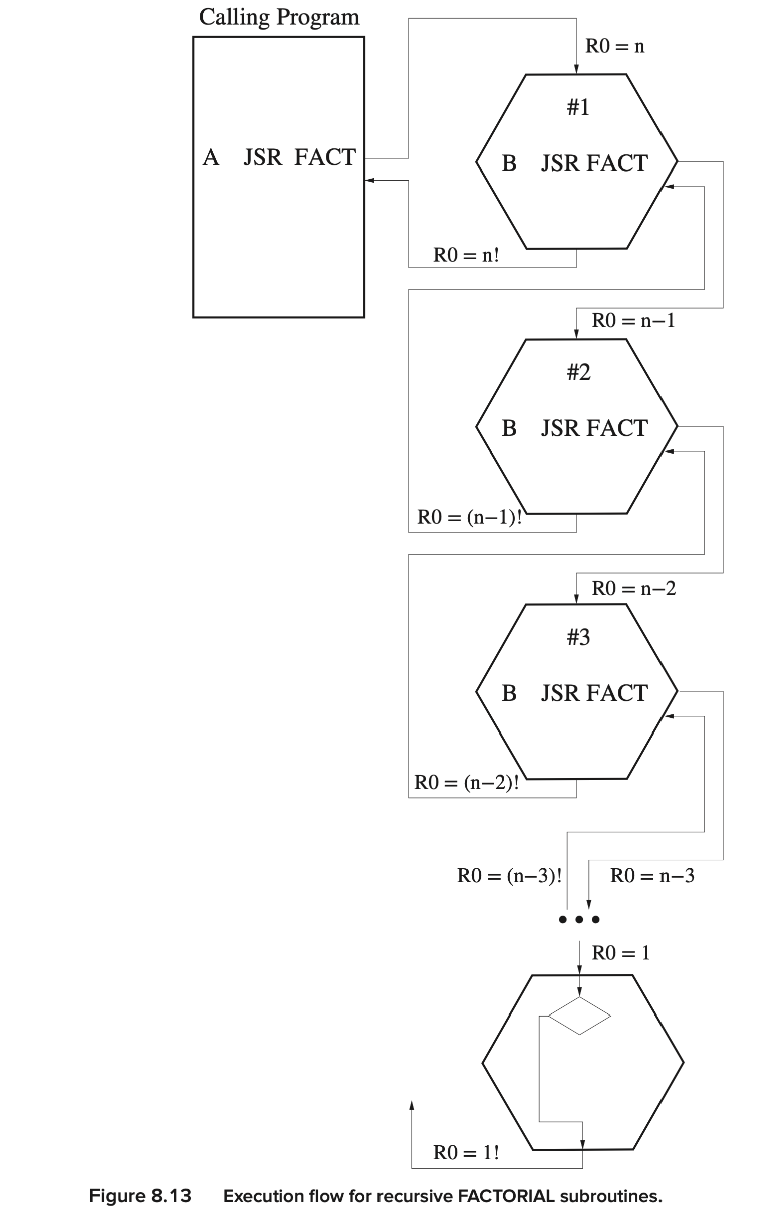 Calling Program
R0 = n
#1
A JSR FACT
B JSR FACT
R0 = n!
R0 = n−1
#2
B JSR FACT
R0 = (n−1)!
R0 = n−2
#3
B JSR FACT
R0 = (n−2)!
R0 = (n−3)!
R0 = n−3
R0 = 1
R0 = 1!
Figure 8.13 Execution flow for recursive FACTORIAL subroutines.